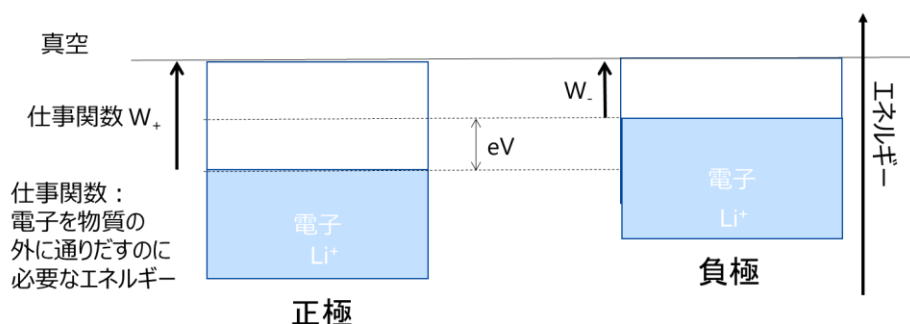 真空
仕事関数 W+
仕事関数：
電子を物質の
外に通りだすのに
必要なエネルギー
電子
Li+
正極
eV
W-
電子
Li+
負極
エネルギー